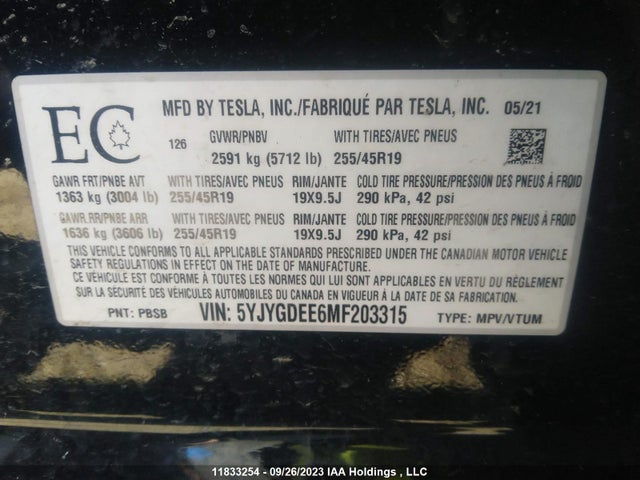 EC
MFD BY TESLA, INC./FABRIQUÉ PAR TESLA, INC. 05/21
126 GVWR/PNBV WITH TIRES/AVEC PNEUS
2591 kg (5712 lb) 255/45R19
GAWR FRT/PNBE AVT WITH TIRES/AVEC PNEUS RIM/JANTE COLD TIRE PRESSURE/PRESSION DES PNEUS À FROID
1363 kg (3004 lb) 255/45R19 19X9.5J 290 kPa, 42 psi
GAWR RR/PNBE ARR WITH TIRES/AVEC PNEUS RIM/JANTE COLD TIRE PRESSURE/PRESSION DES PNEUS À FROID
1636 kg (3606 lb) 255/45R19 19X9.5J 290 kPa, 42 psi
THIS VEHICLE CONFORMS TO ALL APPLICABLE STANDARDS PRESCRIBED UNDER THE CANADIAN MOTOR VEHICLE
SAFETY REGULATIONS IN EFFECT ON THE DATE OF MANUFACTURE.
CE VÉHICULE EST CONFORME À TOUTES LES NORMES QUI LUI SONT APPLICABLES EN VERTU DU RÈGLEMENT
SUR LA SÉCURITÉ DES VÉHICULES AUTOMOBILES DU CANADA EN VIGUEUR À LA DATE DE SA FABRICATION.
PNT: PBSB VIN: 5YJYGDEE6MF203315 TYPE: MPV/VTUM
11833254 - 09/26/2023 IAA Holdings , LLC